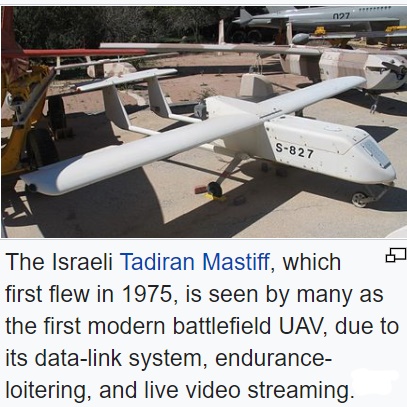 027
S-827
The Israeli Tadiran Mastiff, which
first flew in 1975, is seen by many as
the first modern battlefield UAV, due to
its data-link system, endurance-
loitering, and live video streaming.